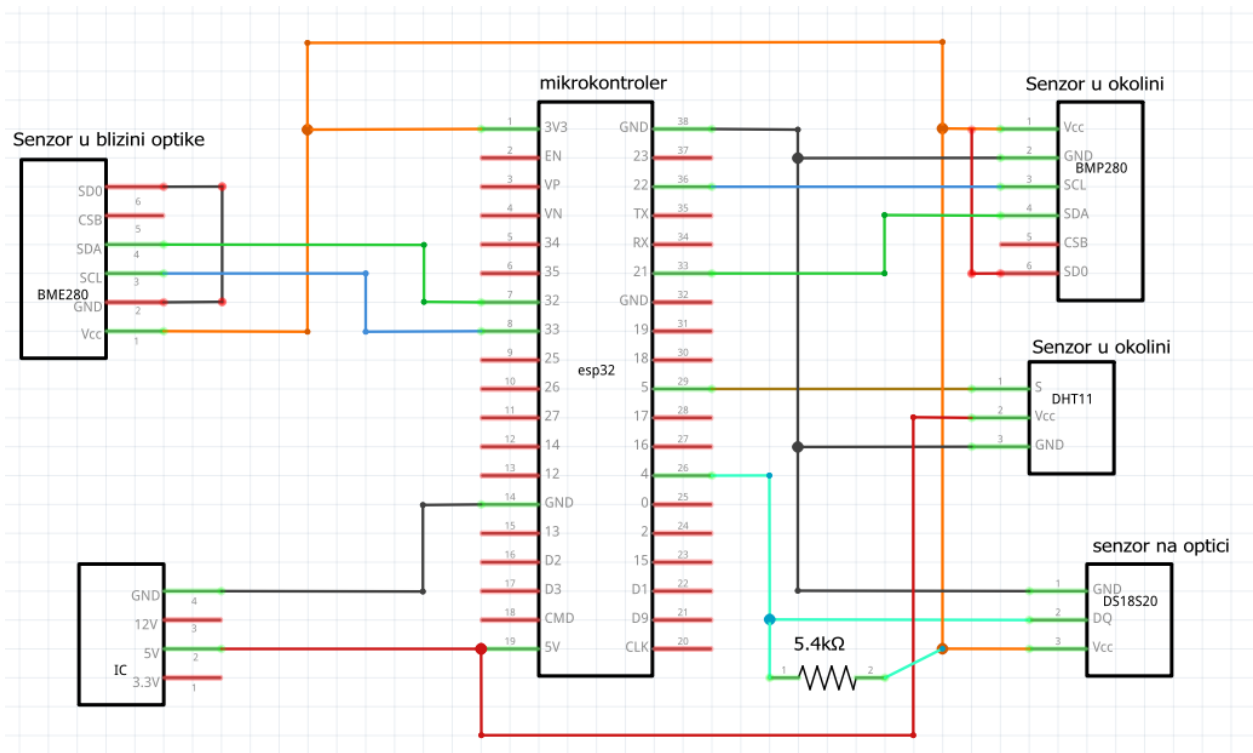 mikrokontroler
Senzor u okolini
Senzor u blizini optike
SD0
6
CSB
5
SDA
4
SCL
3
BME280
GND
2
Vcc
1
1 3V3
2 EN
3 VP
4 VN
5 34
6 35
7 32
8 33
9 25
10 26
11 27
12 14
13 12
14 GND
15 13
16 D2
17 D3
18 CMD
19 5V
esp32
GND 38
23 37
22 36
TX 35
RX 34
21 33
GND 32
19 31
18 30
5 29
17 28
16 27
4 26
0 25
2 24
15 23
D1 22
D9 21
CLK 20
1 Vcc
2 GND
BMP280
3 SCL
4 SDA
5 CSB
6 SD0
Senzor u okolini
1 S
DHT11
2 Vcc
3 GND
senzor na optici
1 GND
DS18S20
2 DQ
3 Vcc
5.4kΩ
1 2
GND
4
12V
3
5V
2
IC
3.3V
1